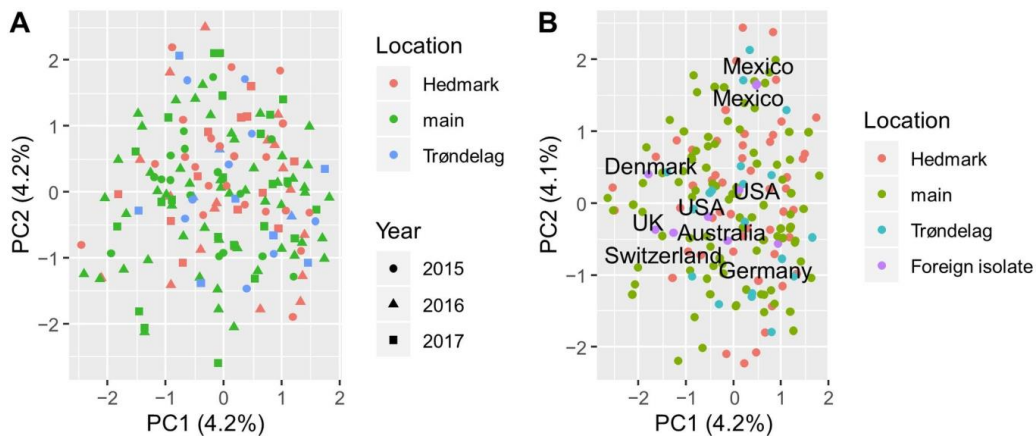 A
PC2 (4.2%)
2
1
0
−1
−2
−2
−1
0
1
2
PC1 (4.2%)
Location
Hedmark
main
Trøndelag
Year
2015
2016
2017
B
PC2 (4.1%)
2
1
0
−1
−2
−2
−1
0
1
2
PC1 (4.2%)
Mexico
Mexico
Denmark
USA
USA
UK
Australia
Switzerland
Germany
Location
Hedmark
main
Trøndelag
Foreign isolate